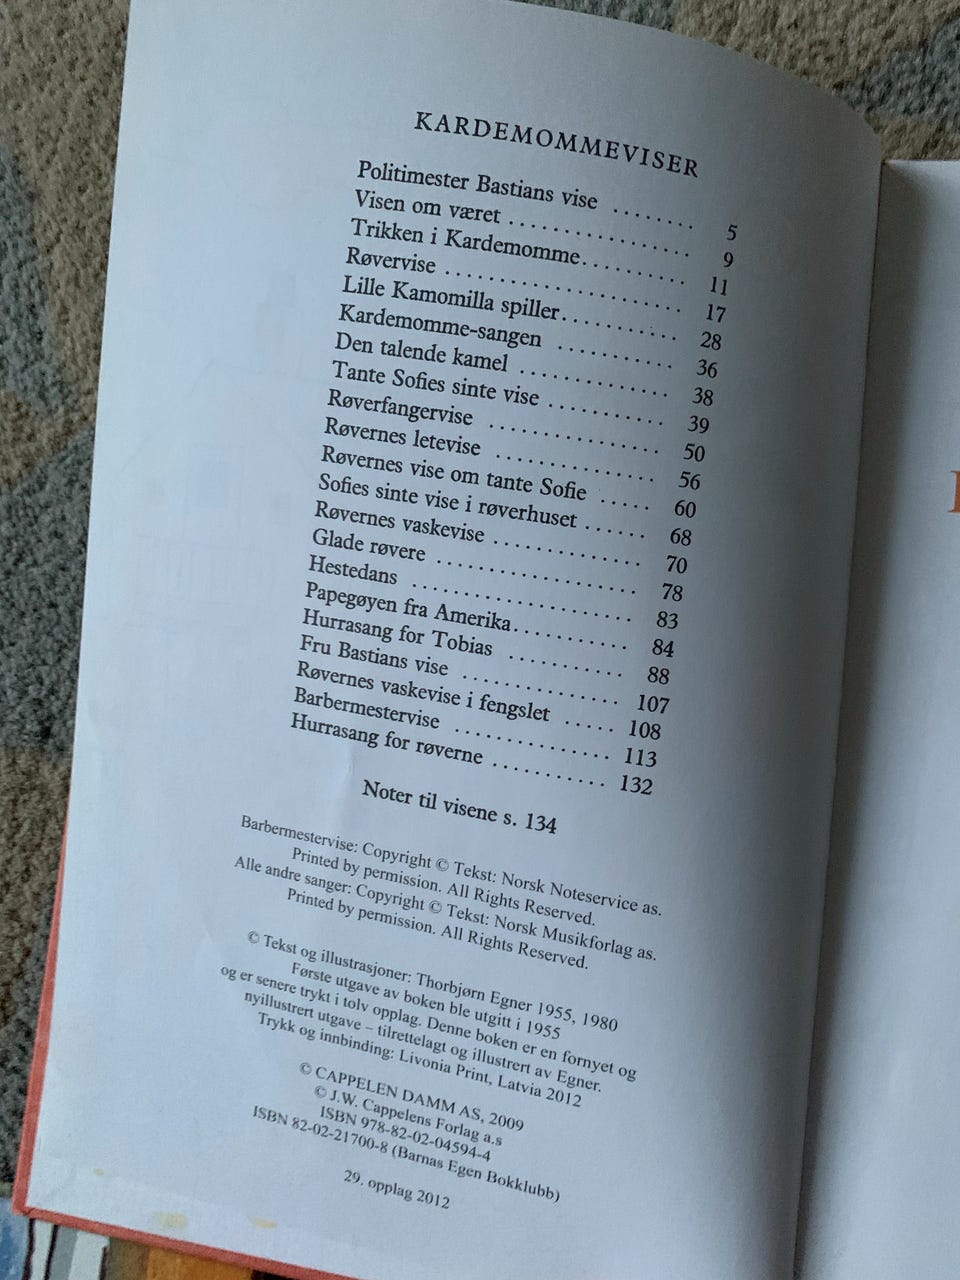 KARDEMOMMEVISER
Politimester Bastians vise ........ 5
Visen om været .................. 9
Trikken i Kardemomme.......... 11
Røvervise ....................... 17
Lille Kamomilla spiller........... 28
Kardemomme-sangen ........... 36
Den talende kamel .............. 38
Tante Sofies sinte vise ........... 39
Røverfangervise ................ 50
Røvernes letevise ............... 56
Røvernes vise om tante Sofie ..... 60
Sofies sinte vise i røverhuset ...... 68
Røvernes vaskevise .............. 70
Glade røvere .................... 78
Hestedans ...................... 83
Papegøyen fra Amerika........... 84
Hurrasang for Tobias ........... 88
Fru Bastians vise ............... 107
Røvernes vaskevise i fengslet ..... 108
Barbermestervise ................ 113
Hurrasang for røverne ........... 132
Noter til visene s. 134
Barbermestervise: Copyright © Tekst: Norsk Noteservice as.
Printed by permission. All Rights Reserved.
Alle andre sanger: Copyright © Tekst: Norsk Musikforlag as.
Printed by permission. All Rights Reserved.
© Tekst og illustrasjoner: Thorbjørn Egner 1955, 1980
Første utgave av boken ble utgitt i 1955
og er senere trykt i tolv opplag. Denne boken er en fornyet og
nyillustrert utgave – tilrettelagt og illustrert av Egner.
Trykk og innbinding: Livonia Print, Latvia 2012
© CAPPELEN DAMM AS, 2009
© J.W. Cappelens Forlag a.s
ISBN 978-82-02-04594-4
ISBN 82-02-21700-8 (Barnas Egen Bokklubb)
29. opplag 2012